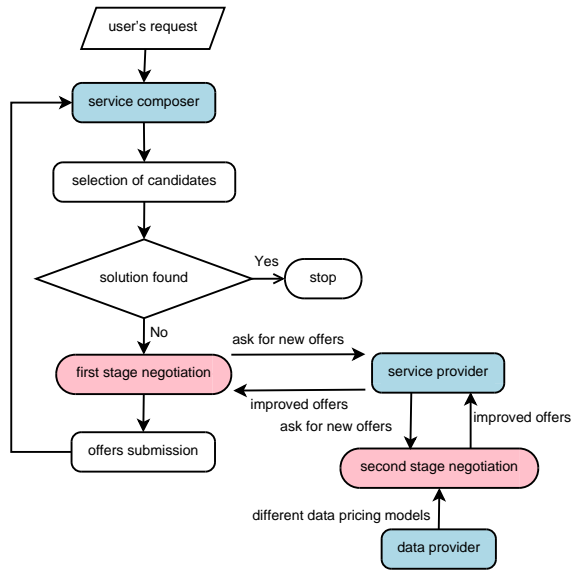 user's request
service composer
selection of candidates
solution found
Yes
stop
No
first stage negotiation
ask for new offers
service provider
improved offers
ask for new offers
improved offers
offers submission
second stage negotiation
different data pricing models
data provider